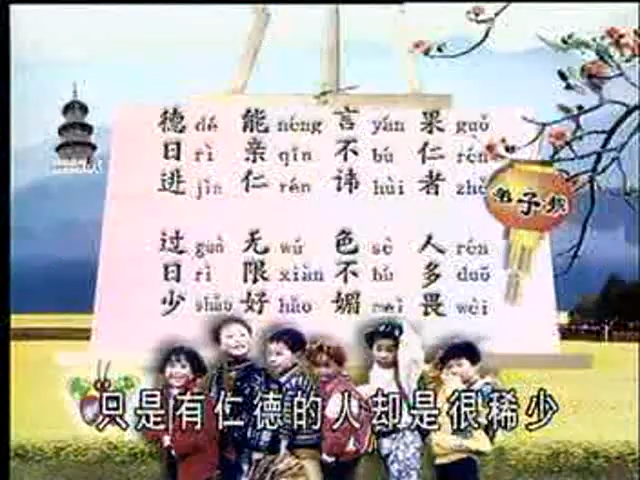 果 guǒ 仁 rén 者 zhě 人 rén 多 duō 畏 wèi
言 yán 不 bú 讳 huì 色 sè 不 bú 媚 mèi
能 néng 亲 qīn 仁 rén 无 wú 限 xiàn 好 hǎo
德 dé 日 rì 进 jìn 过 guò 日 rì 少 shǎo
弟子规
只是有仁德的人却是很稀少